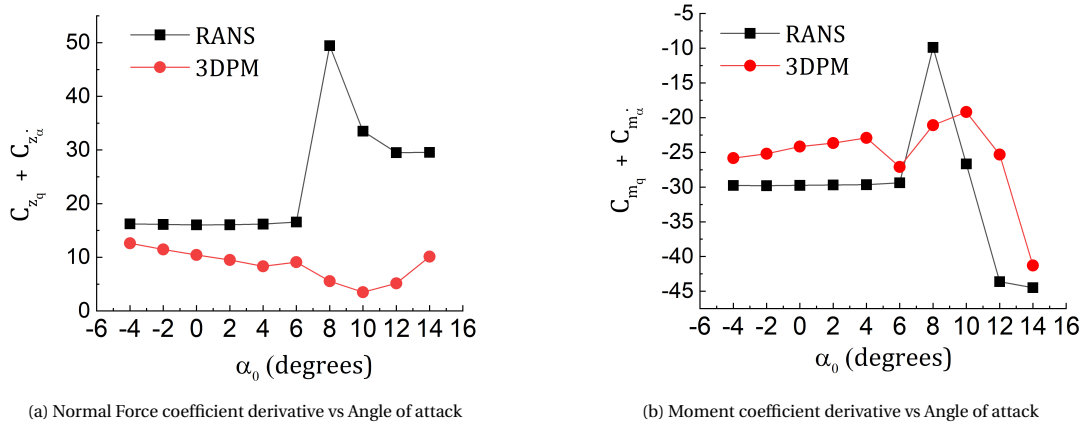 50
40
30
20
10
0
-6 -4 -2 0 2 4 6 8 10 12 14 16
C_{z_q} + C_{z_α̇}
α_0 (degrees)
RANS
3DPM
(a) Normal Force coefficient derivative vs Angle of attack
-5
-10
-15
-20
-25
-30
-35
-40
-45
-6 -4 -2 0 2 4 6 8 10 12 14 16
C_{m_q} + C_{m_α̇}
α_0 (degrees)
RANS
3DPM
(b) Moment coefficient derivative vs Angle of attack